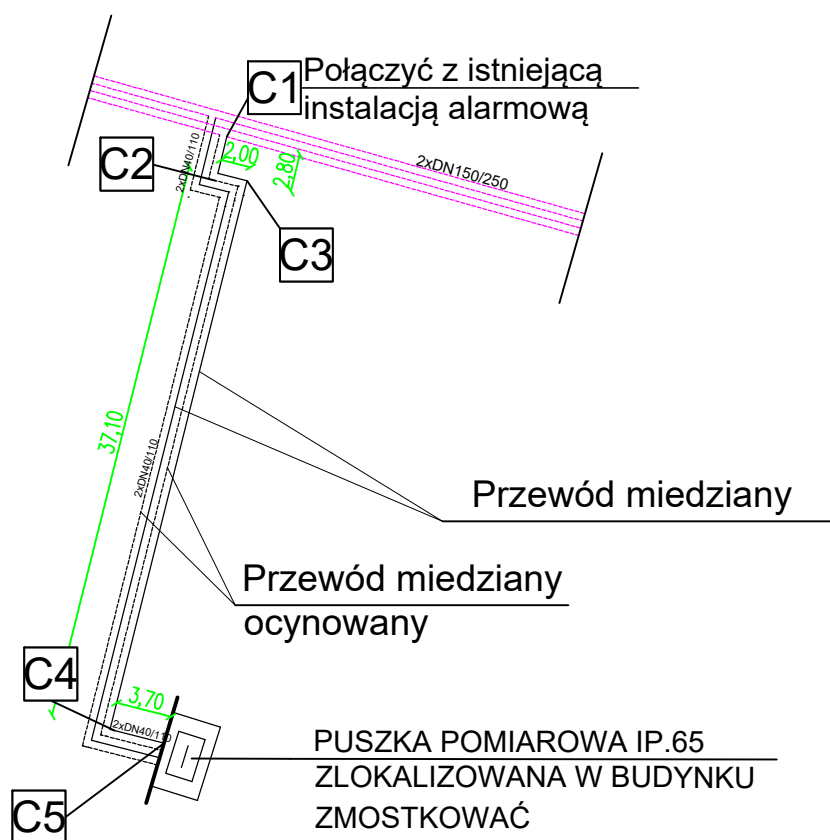 C1
Połączyć z istniejącą
instalacją alarmową
C2
2xDN40/110
2,00
2,80
2xDN150/250
C3
37,10
2xDN40/110
Przewód miedziany
Przewód miedziany
ocynowany
C4
3,70
2xDN40/110
PUSZKA POMIAROWA IP.65
ZLOKALIZOWANA W BUDYNKU
ZMOSTKOWAĆ
C5